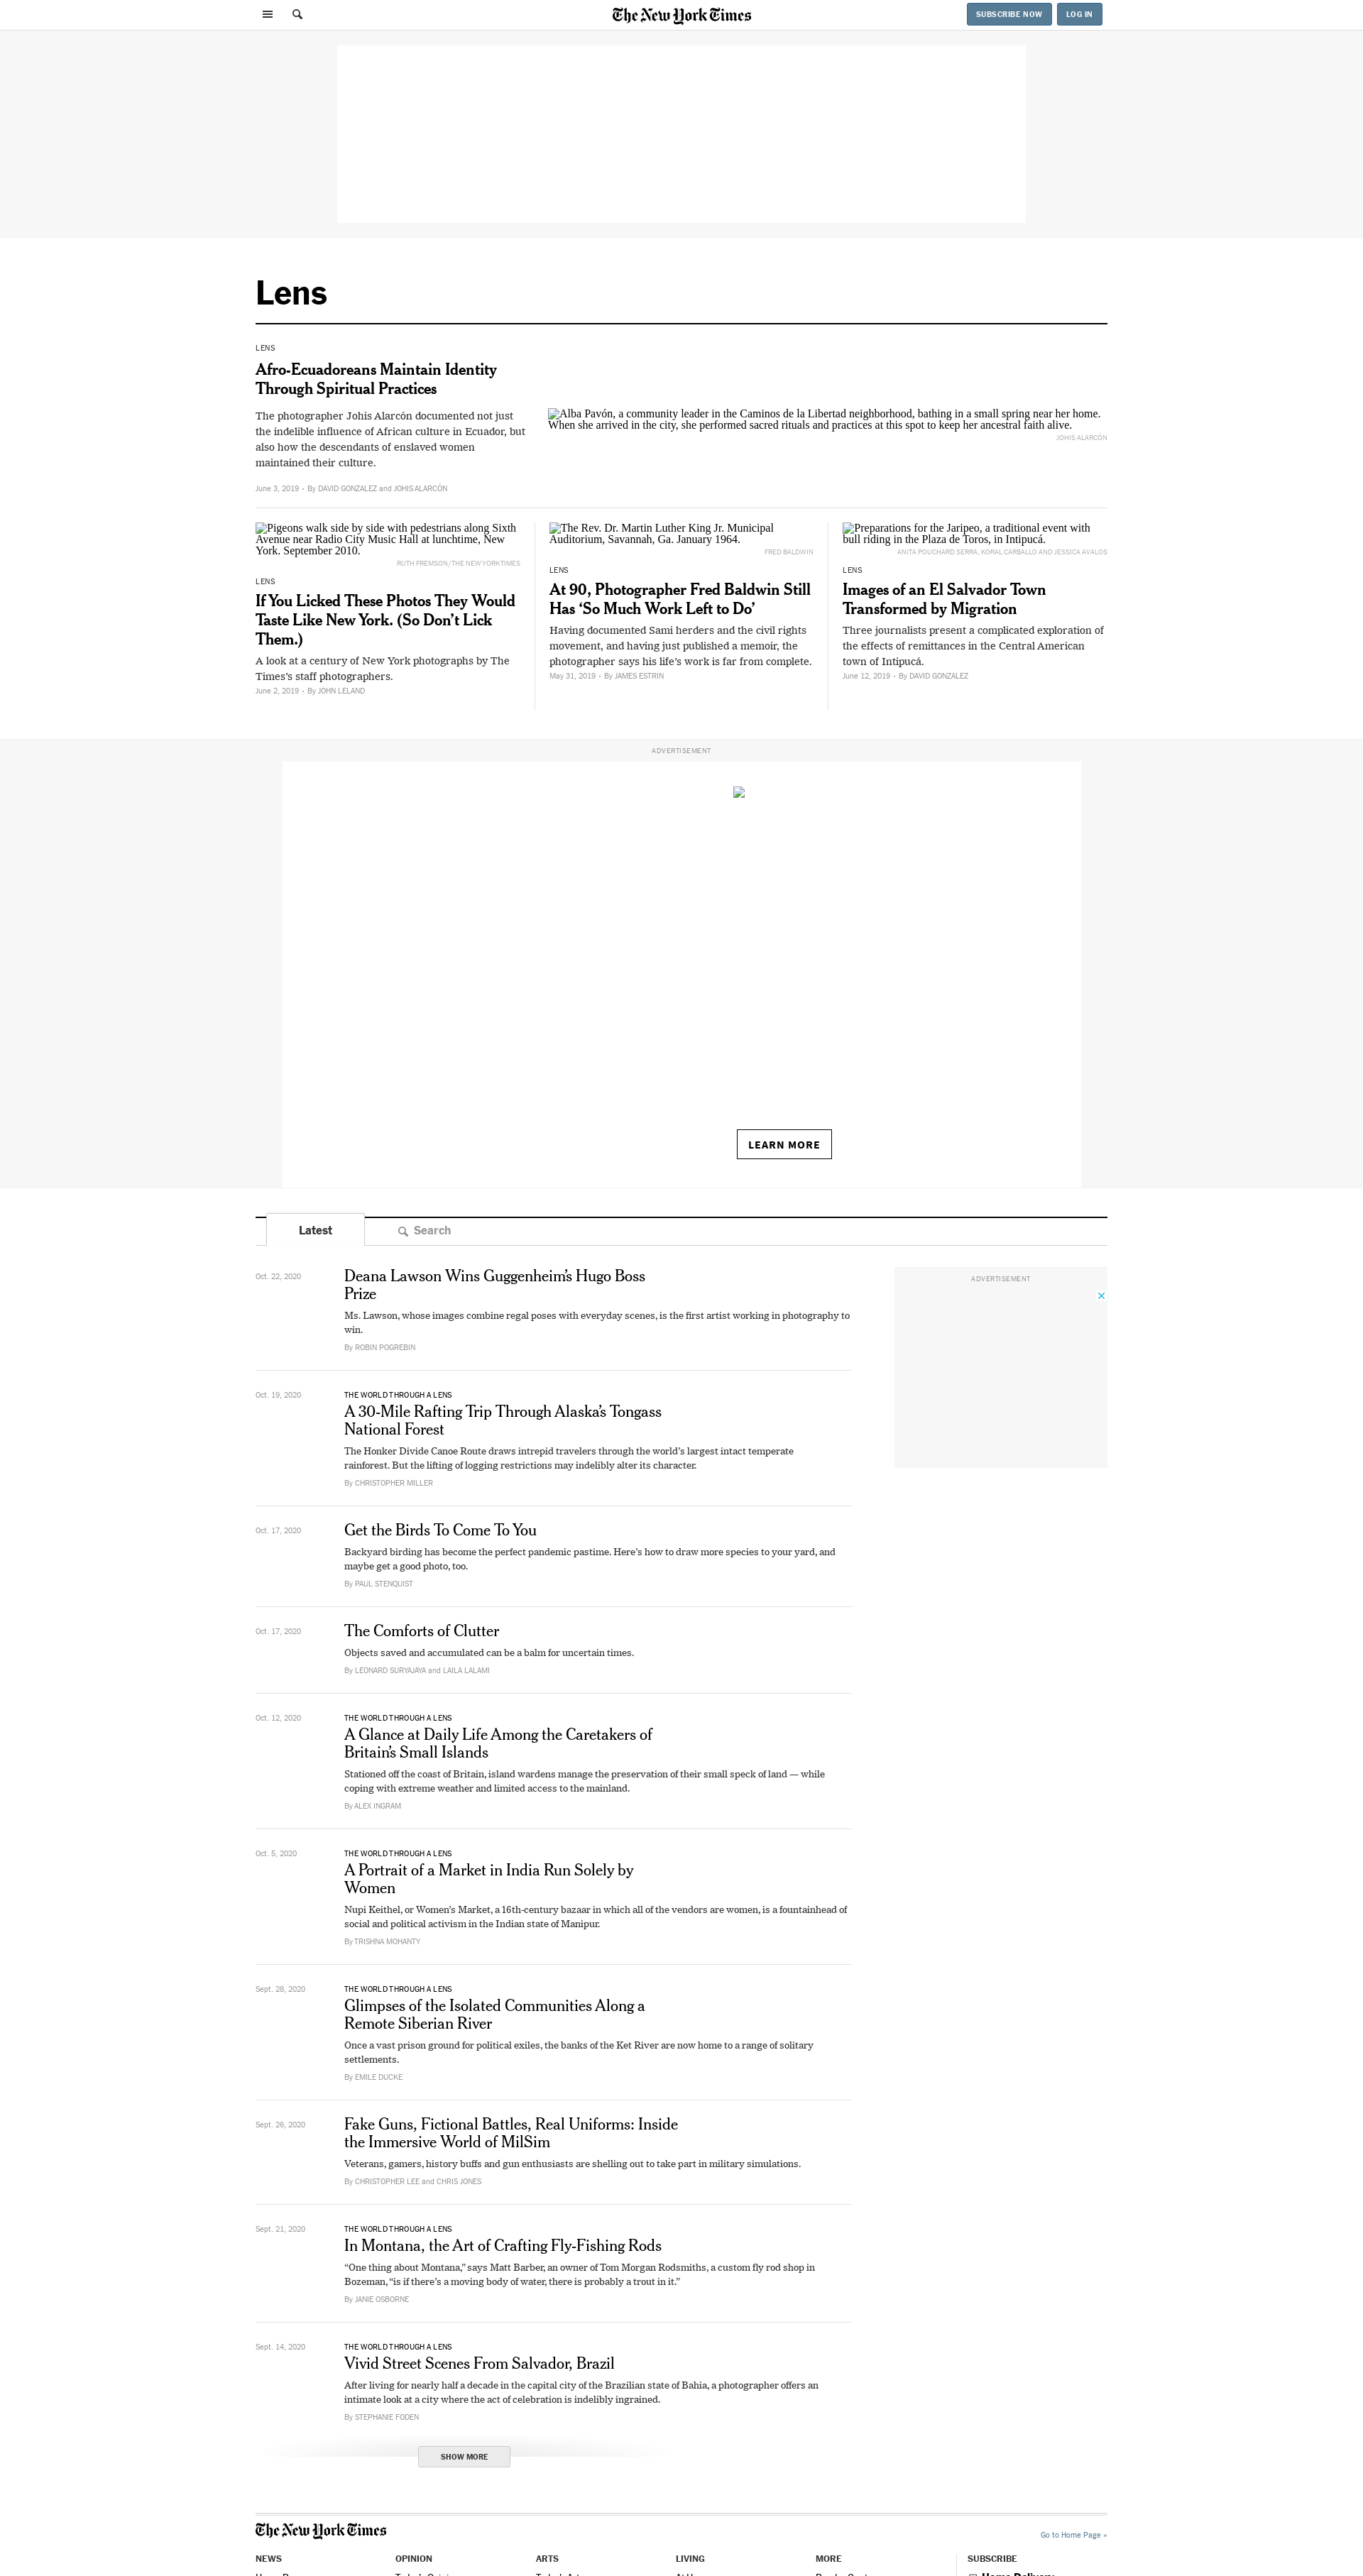 The New York Times
SUBSCRIBE NOW
LOG IN
Lens
LENS
Afro-Ecuadoreans Maintain Identity
Through Spiritual Practices
The photographer Johis Alarcón documented not just
the indelible influence of African culture in Ecuador, but
also how the descendants of enslaved women
maintained their culture.
June 3, 2019 • By DAVID GONZALEZ and JOHIS ALARCÓN
Alba Pavón, a community leader in the Caminos de la Libertad neighborhood, bathing in a small spring near her home.
When she arrived in the city, she performed sacred rituals and practices at this spot to keep her ancestral faith alive.
JOHIS ALARCÓN
Pigeons walk side by side with pedestrians along Sixth
Avenue near Radio City Music Hall at lunchtime, New
York. September 2010.
RUTH FREMSON/THE NEW YORK TIMES
LENS
If You Licked These Photos They Would
Taste Like New York. (So Don’t Lick
Them.)
A look at a century of New York photographs by The
Times’s staff photographers.
June 2, 2019 • By JOHN LELAND
The Rev. Dr. Martin Luther King Jr. Municipal
Auditorium, Savannah, Ga. January 1964.
FRED BALDWIN
LENS
At 90, Photographer Fred Baldwin Still
Has ‘So Much Work Left to Do’
Having documented Sami herders and the civil rights
movement, and having just published a memoir, the
photographer says his life’s work is far from complete.
May 31, 2019 • By JAMES ESTRIN
Preparations for the Jaripeo, a traditional event with
bull riding in the Plaza de Toros, in Intipucá.
ANITA POUCHARD SERRA, KORAL CARBALLO AND JESSICA AVALOS
LENS
Images of an El Salvador Town
Transformed by Migration
Three journalists present a complicated exploration of
the effects of remittances in the Central American
town of Intipucá.
June 12, 2019 • By DAVID GONZALEZ
ADVERTISEMENT
LEARN MORE
Latest
Search
Oct. 22, 2020
Deana Lawson Wins Guggenheim’s Hugo Boss
Prize
Ms. Lawson, whose images combine regal poses with everyday scenes, is the first artist working in photography to
win.
By ROBIN POGREBIN
ADVERTISEMENT
Oct. 19, 2020
THE WORLD THROUGH A LENS
A 30-Mile Rafting Trip Through Alaska’s Tongass
National Forest
The Honker Divide Canoe Route draws intrepid travelers through the world’s largest intact temperate
rainforest. But the lifting of logging restrictions may indelibly alter its character.
By CHRISTOPHER MILLER
Oct. 17, 2020
Get the Birds To Come To You
Backyard birding has become the perfect pandemic pastime. Here’s how to draw more species to your yard, and
maybe get a good photo, too.
By PAUL STENQUIST
Oct. 17, 2020
The Comforts of Clutter
Objects saved and accumulated can be a balm for uncertain times.
By LEONARD SURYAJAYA and LAILA LALAMI
Oct. 12, 2020
THE WORLD THROUGH A LENS
A Glance at Daily Life Among the Caretakers of
Britain’s Small Islands
Stationed off the coast of Britain, island wardens manage the preservation of their small speck of land — while
coping with extreme weather and limited access to the mainland.
By ALEX INGRAM
Oct. 5, 2020
THE WORLD THROUGH A LENS
A Portrait of a Market in India Run Solely by
Women
Nupi Keithel, or Women’s Market, a 16th-century bazaar in which all of the vendors are women, is a fountainhead of
social and political activism in the Indian state of Manipur.
By TRISHNA MOHANTY
Sept. 28, 2020
THE WORLD THROUGH A LENS
Glimpses of the Isolated Communities Along a
Remote Siberian River
Once a vast prison ground for political exiles, the banks of the Ket River are now home to a range of solitary
settlements.
By EMILE DUCKE
Sept. 26, 2020
Fake Guns, Fictional Battles, Real Uniforms: Inside
the Immersive World of MilSim
Veterans, gamers, history buffs and gun enthusiasts are shelling out to take part in military simulations.
By CHRISTOPHER LEE and CHRIS JONES
Sept. 21, 2020
THE WORLD THROUGH A LENS
In Montana, the Art of Crafting Fly-Fishing Rods
“One thing about Montana,” says Matt Barber, an owner of Tom Morgan Rodsmiths, a custom fly rod shop in
Bozeman, “is if there’s a moving body of water, there is probably a trout in it.”
By JANIE OSBORNE
Sept. 14, 2020
THE WORLD THROUGH A LENS
Vivid Street Scenes From Salvador, Brazil
After living for nearly half a decade in the capital city of the Brazilian state of Bahia, a photographer offers an
intimate look at a city where the act of celebration is indelibly ingrained.
By STEPHANIE FODEN
SHOW MORE
The New York Times
Go to Home Page »
NEWS
OPINION
ARTS
LIVING
MORE
SUBSCRIBE